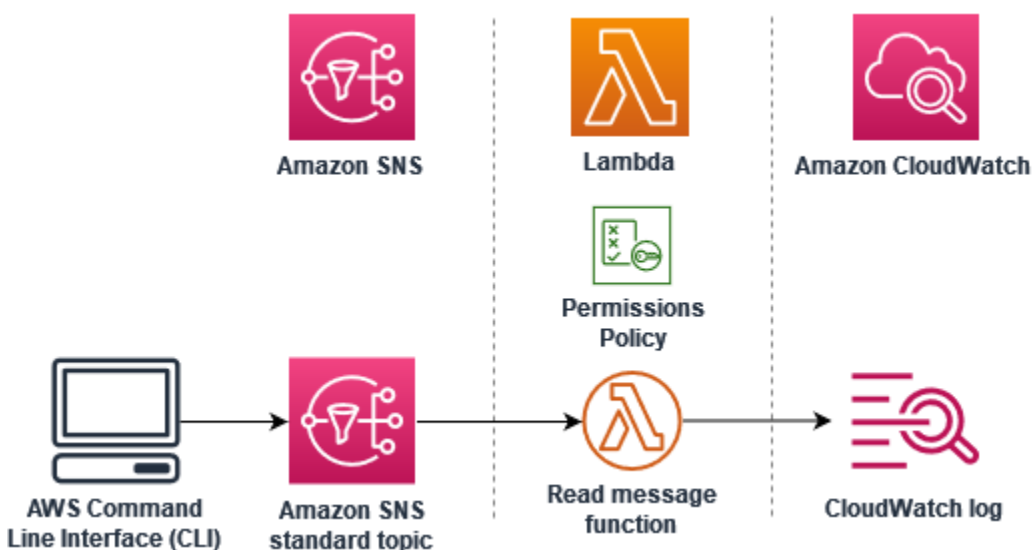 Amazon SNS
Lambda
Amazon CloudWatch
Permissions
Policy
AWS Command
Line Interface (CLI)
Amazon SNS
standard topic
Read message
function
CloudWatch log